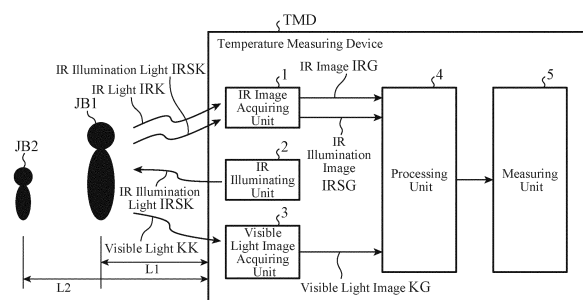 TMD
Temperature Measuring Device
IR Illumination Light IRSK
IR Light IRK
JB1
JB2
1
IR Image
Acquiring
Unit
IR Image IRG
IR
Illumination
Image
IRSG
2
IR
Illuminating
Unit
IR Illumination
Light IRSK
3
Visible
Light Image
Acquiring
Unit
Visible Light KK
Visible Light Image KG
4
Processing
Unit
5
Measuring
Unit
L1
L2